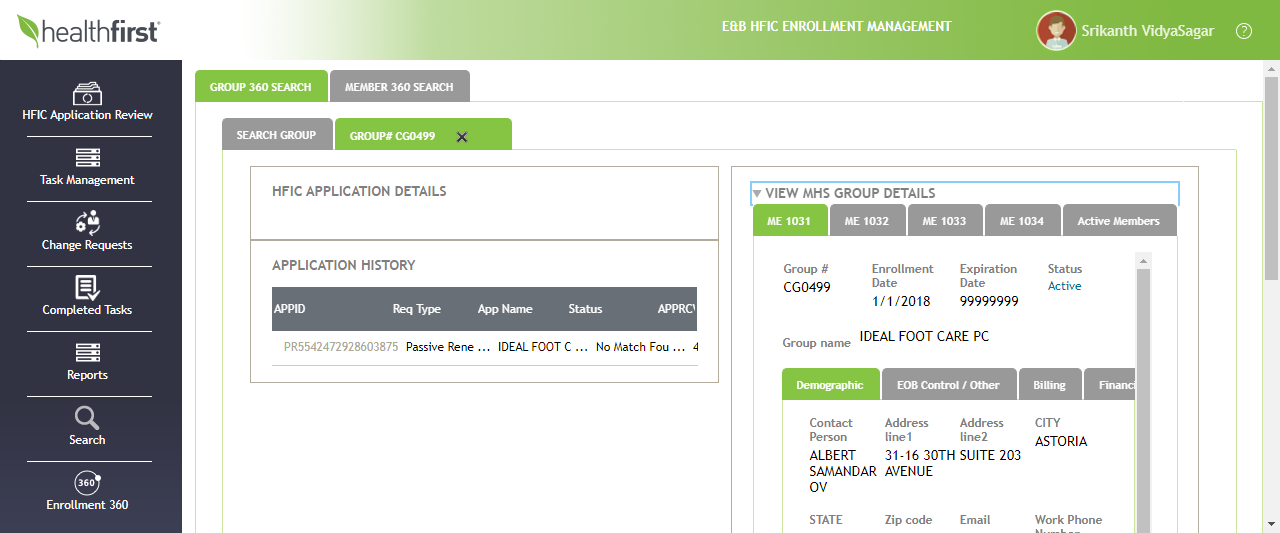 healthfirst
E&B HFIC ENROLLMENT MANAGEMENT
Srikanth VidyaSagar
?
HFIC Application Review
Task Management
Change Requests
Completed Tasks
Reports
Search
360
Enrollment 360
GROUP 360 SEARCH
MEMBER 360 SEARCH
SEARCH GROUP
GROUP# CG0499
HFIC APPLICATION DETAILS
APPLICATION HISTORY
APPID Req Type App Name Status APPRCV
PR5542472928603875 Passive Rene ... IDEAL FOOT C ... No Match Fou ... 4
VIEW MHS GROUP DETAILS
ME 1031 ME 1032 ME 1033 ME 1034 Active Members
Group # Enrollment Expiration Status
Date Date
CG0499 1/1/2018 99999999 Active
Group name IDEAL FOOT CARE PC
Demographic EOB Control / Other Billing Financi
Contact Address Address CITY
Person line1 line2
ALBERT 31-16 30TH SUITE 203 ASTORIA
SAMANDAR AVENUE
OV
STATE Zip code Email Work Phone
Number